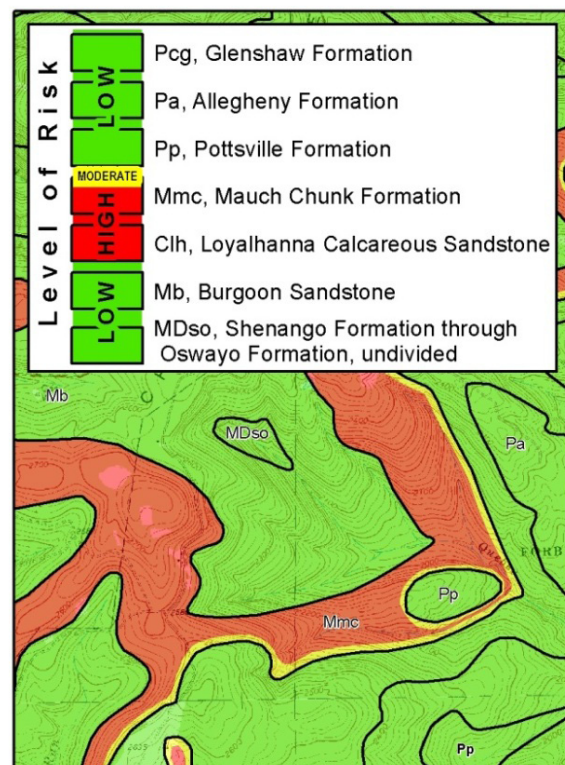 Level of Risk
LOW
MODERATE
HIGH
LOW
Pcg, Glenshaw Formation
Pa, Allegheny Formation
Pp, Pottsville Formation
Mmc, Mauch Chunk Formation
Clh, Loyalhanna Calcareous Sandstone
Mb, Burgoon Sandstone
MDso, Shenango Formation through
Oswayo Formation, undivided
Mb
MDso
Pa
FORB
Pp
Mmc
Pp